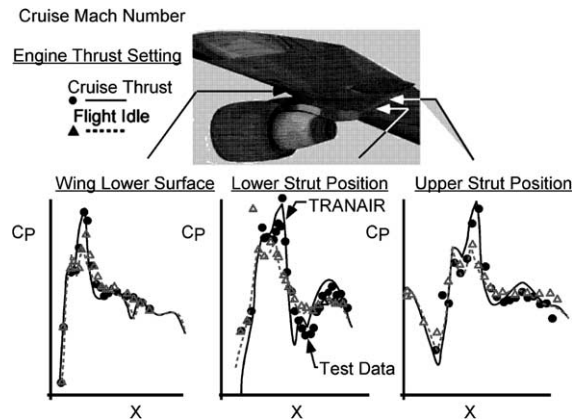 Cruise Mach Number
Engine Thrust Setting
Cruise Thrust
Flight Idle
Wing Lower Surface
Lower Strut Position
Upper Strut Position
CP
CP
TRANAIR
CP
Test Data
X
X
X